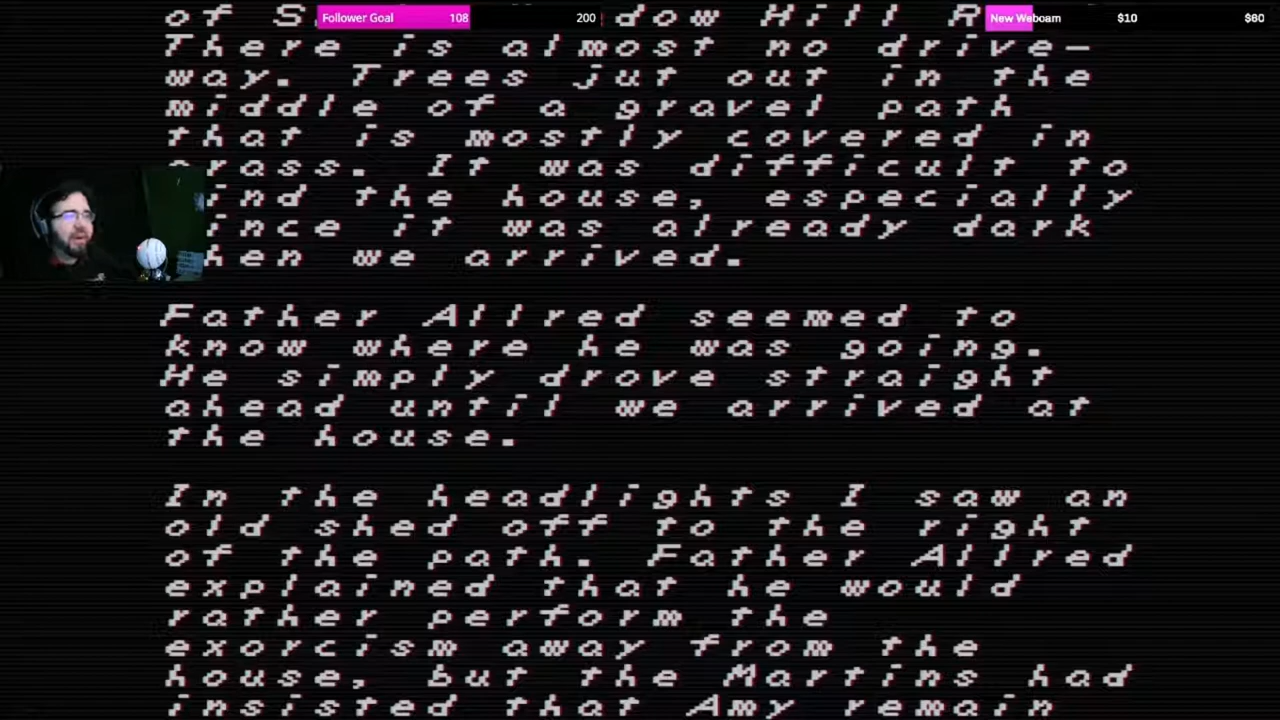 Follower Goal 108 200
New Webcam $10 $60
of dow Hill
There is almost no drive-
way. Trees jut out in the
middle of a gravel path
that is mostly covered in
grass. It was difficult to
ind the house, especially
ince it was already dark
hen we arrived.
Father Allred seemed to
know where he was going.
He simply drove straight
ahead until we arrived at
the house.
In the headlights I saw an
old shed off to the right
of the path. Father Allred
explained that he would
rather perform the
exorcism away from the
house, but the Martins had
insisted that Amy remain